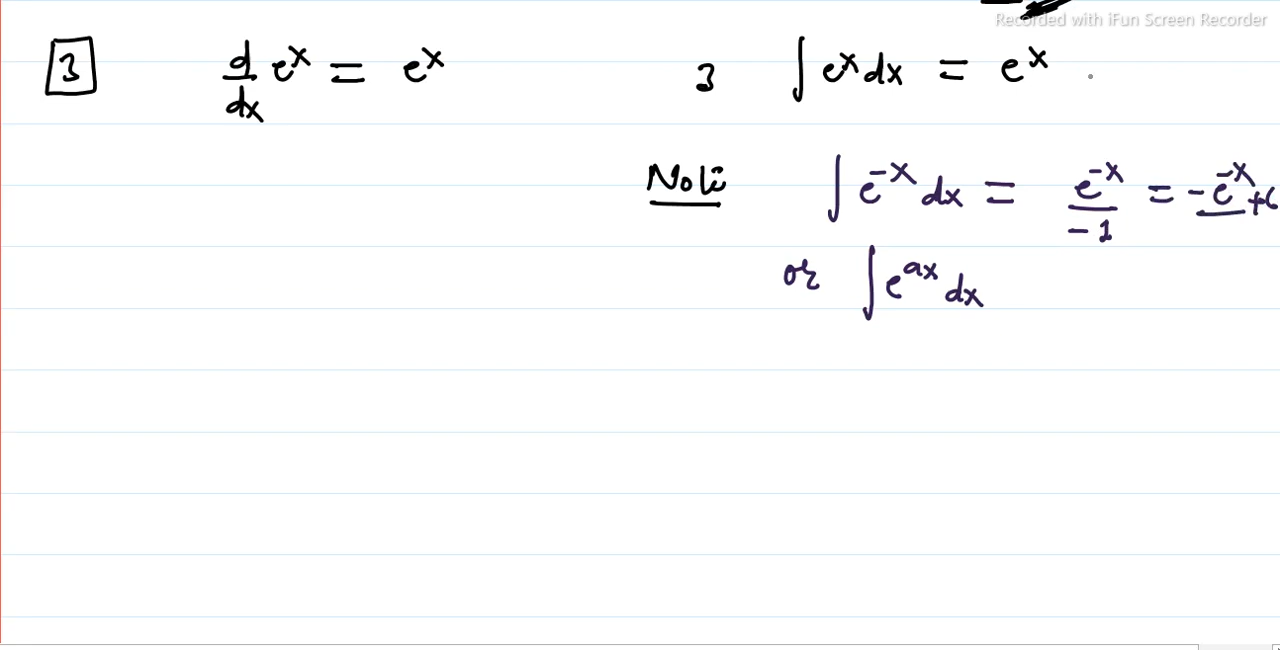 Recorded with iFun Screen Recorder
3 d/dx e^x = e^x 3 ∫ e^x dx = e^x
Note ∫ e^-x dx = e^-x / -1 = -e^-x + c
or ∫ e^ax dx